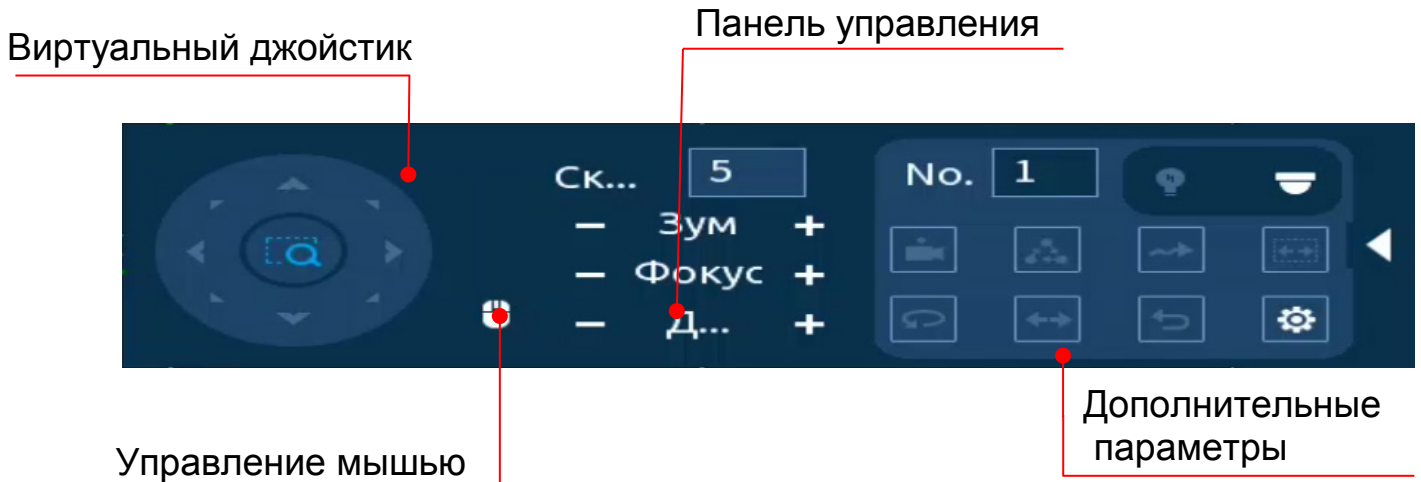 Панель управления
Виртуальный джойстик
Ск... 5
No. 1
− Зум +
− Фокус +
− Д... +
Дополнительные
параметры
Управление мышью